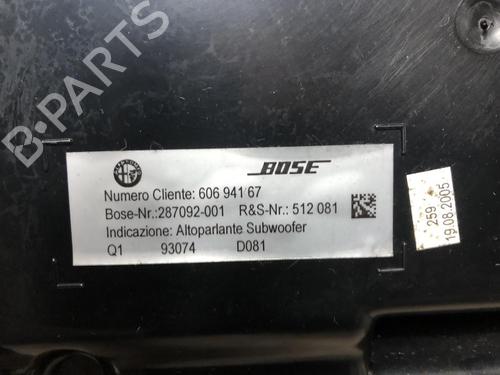 B-PARTS
BOSE
Numero Cliente: 606 941 67
Bose-Nr.:287092-001 R&S-Nr.: 512 081
Indicazione: Altoparlante Subwoofer
Q1 93074 D081
259
19.08.2005